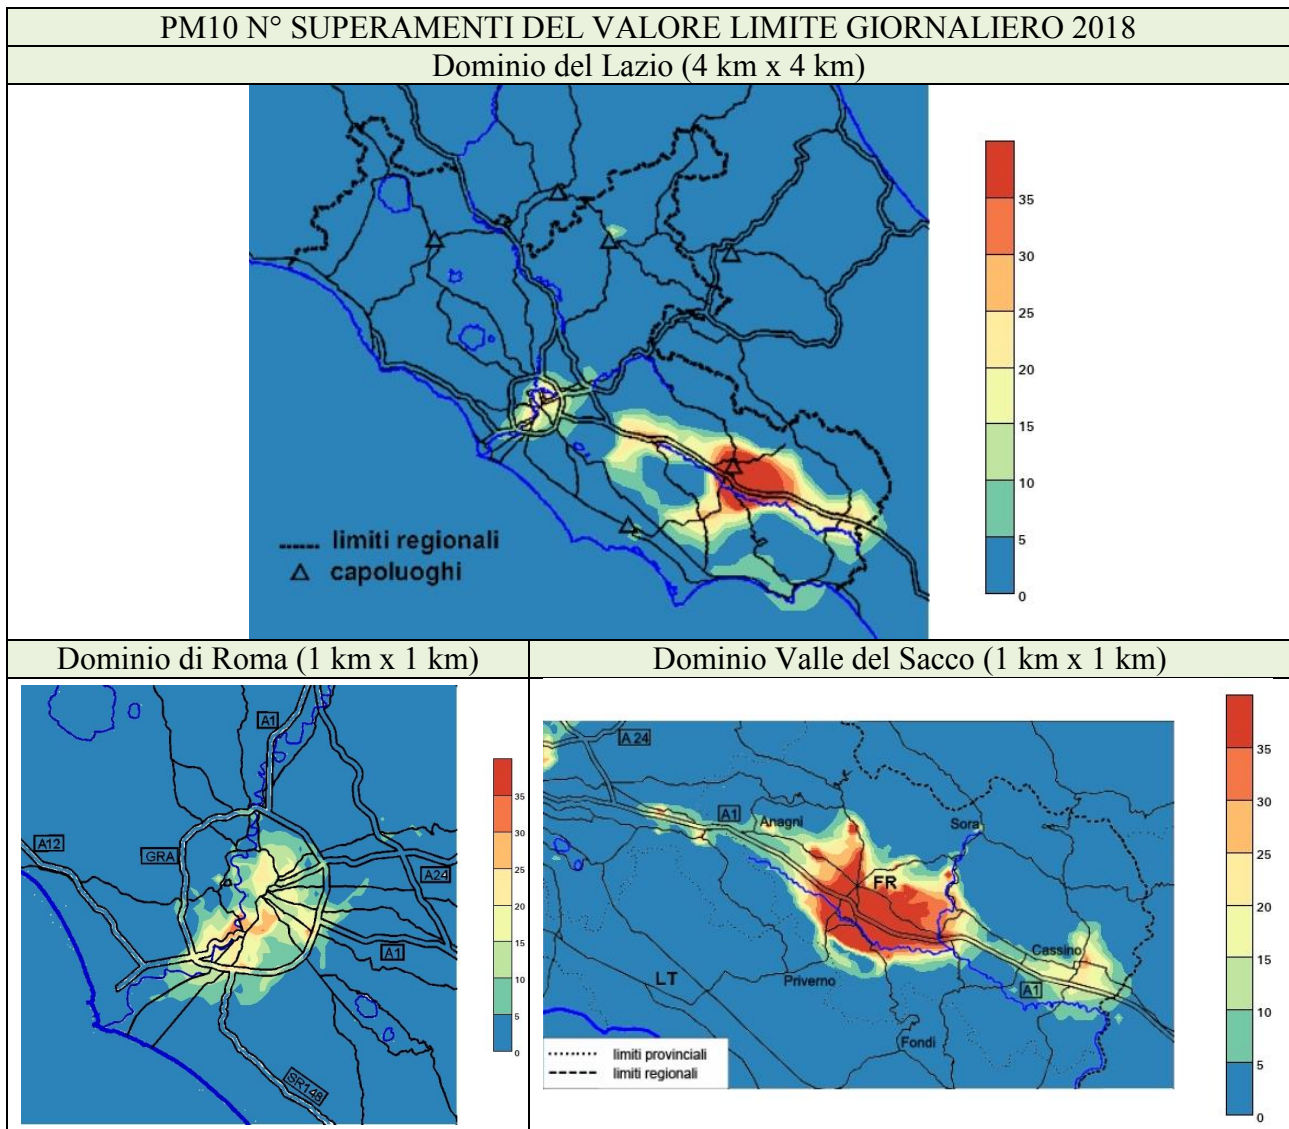 PM10 N° SUPERAMENTI DEL VALORE LIMITE GIORNALIERO 2018
Dominio del Lazio (4 km x 4 km)
35
30
25
20
15
10
5
0
limiti regionali
capoluoghi
Dominio di Roma (1 km x 1 km)
Dominio Valle del Sacco (1 km x 1 km)
A1
A12
GRA
A24
A1
SR148
35
30
25
20
15
10
5
0
A 24
A1
Anagni
Sora
FR
Cassino
LT
Priverno
A1
Fondi
limiti provinciali
limiti regionali
35
30
25
20
15
10
5
0